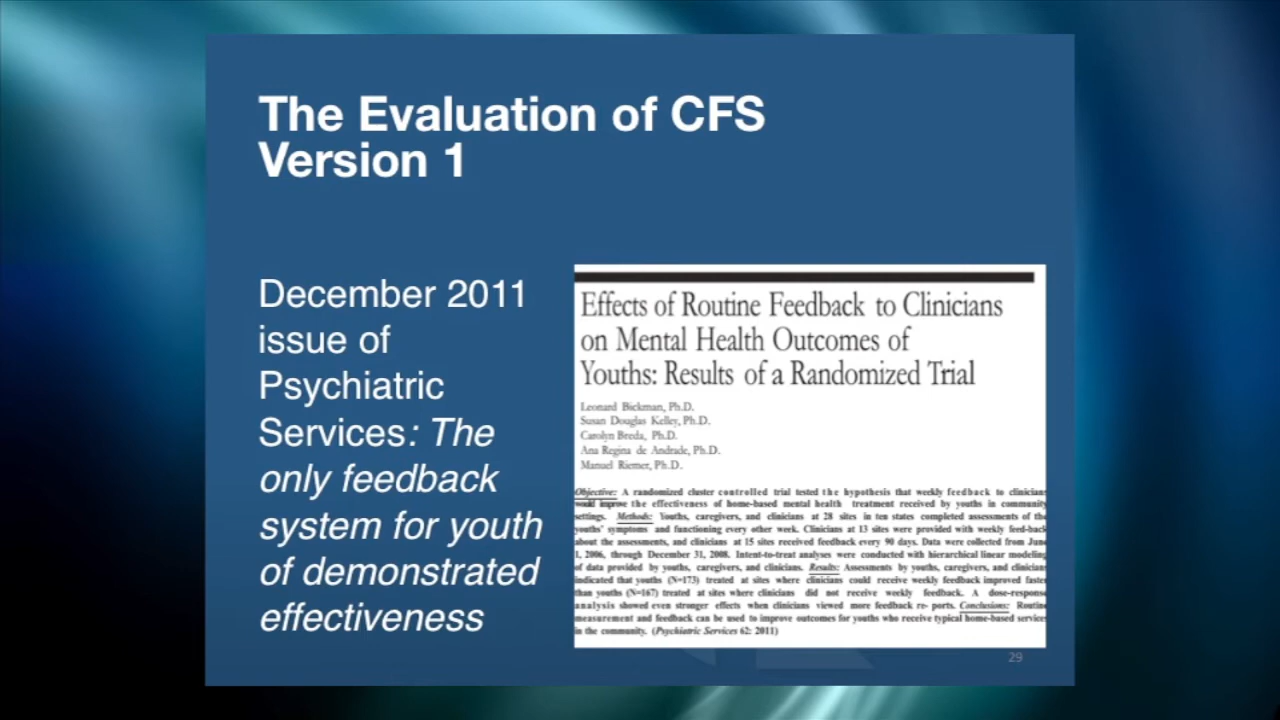 The Evaluation of CFS
Version 1
December 2011
issue of
Psychiatric
Services: The
only feedback
system for youth
of demonstrated
effectiveness
Effects of Routine Feedback to Clinicians
on Mental Health Outcomes of
Youths: Results of a Randomized Trial
Leonard Bickman, Ph.D.
Susan Douglas Kelley, Ph.D.
Carolyn Breda, Ph.D.
Ana Regina de Andrade, Ph.D.
Manuel Riemer, Ph.D.
Objective: A randomized cluster controlled trial tested the hypothesis that weekly feedback to clinicians
would improve the effectiveness of home-based mental health treatment received by youths in community
settings. Methods: Youths, caregivers, and clinicians at 28 sites in ten states completed assessments of the
youths' symptoms and functioning every other week. Clinicians at 13 sites were provided with weekly feed-back
about the assessments, and clinicians at 15 sites received feedback every 90 days. Data were collected from June
1, 2006, through December 31, 2008. Intent-to-treat analyses were conducted with hierarchical linear modeling
of data provided by youths, caregivers, and clinicians. Results: Assessments by youths, caregivers, and clinicians
indicated that youths (N=173) treated at sites where clinicians could receive weekly feedback improved faster
than youths (N=167) treated at sites where clinicians did not receive weekly feedback. A dose-response
analysis showed even stronger effects when clinicians viewed more feedback re- ports. Conclusions: Routine
measurement and feedback can be used to improve outcomes for youths who receive typical home-based services
in the community. (Psychiatric Services 62: 2011)
29